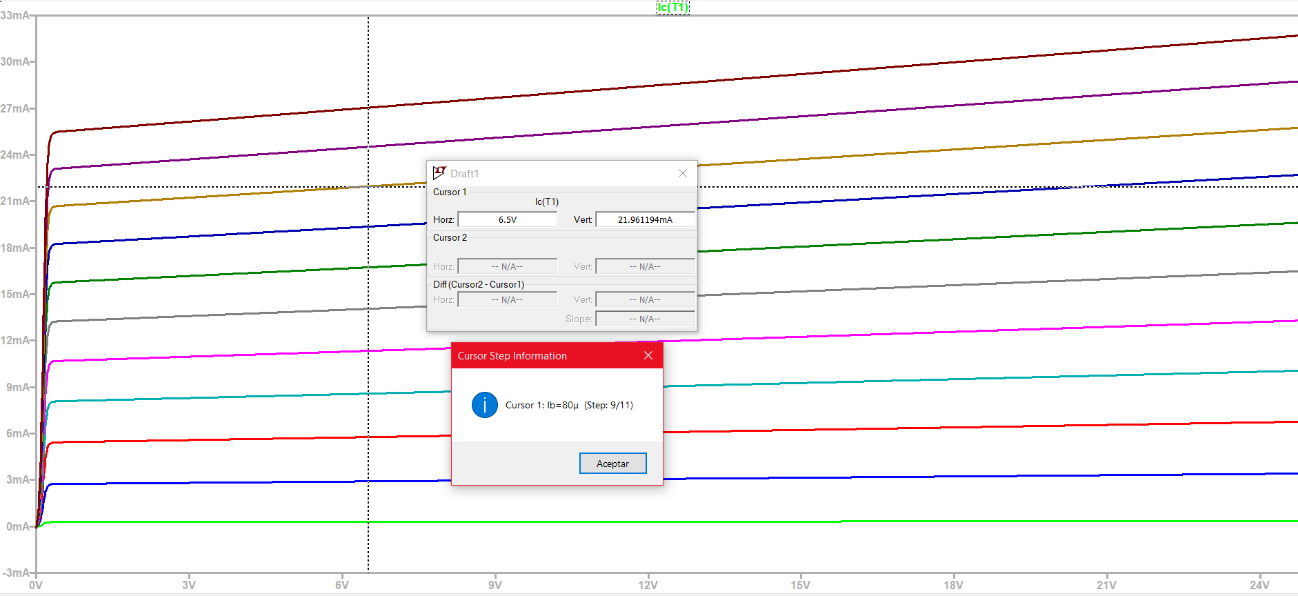 Ic(T1)
33mA
30mA
27mA
24mA
21mA
18mA
15mA
12mA
9mA
6mA
3mA
0mA
-3mA
0V 3V 6V 9V 12V 15V 18V 21V 24V
Draft1
Cursor 1
Ic(T1)
Horz: 6.5V Vert: 21.961194mA
Cursor 2
Horz: -- N/A-- Vert: -- N/A--
Diff (Cursor2 - Cursor1)
Horz: -- N/A-- Vert: -- N/A--
Slope: -- N/A--
Cursor Step Information
Cursor 1: Ib=80µ (Step: 9/11)
Aceptar